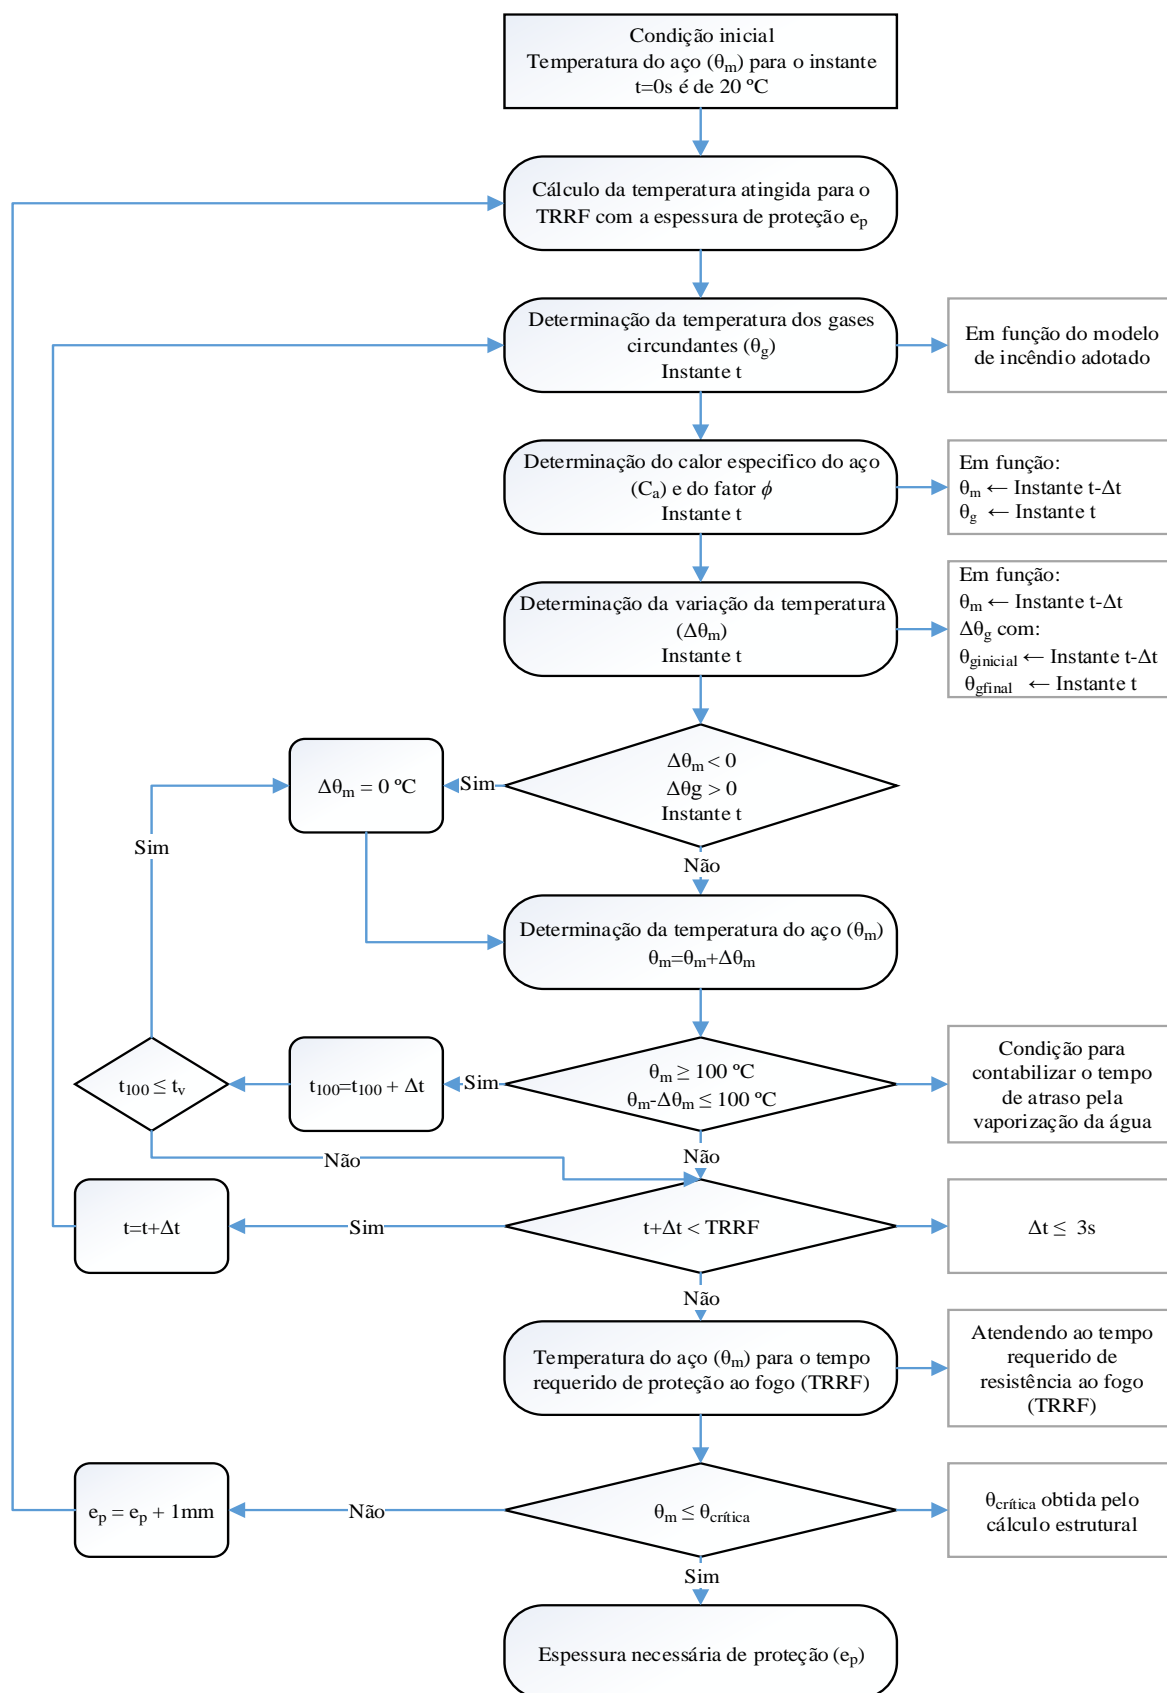 Condição inicial
Temperatura do aço (θm) para o instante
t=0s é de 20 ºC
Cálculo da temperatura atingida para o
TRRF com a espessura de proteção ep
Determinação da temperatura dos gases
circundantes (θg)
Instante t
Em função do modelo
de incêndio adotado
Determinação do calor especifico do aço
(Ca) e do fator ϕ
Instante t
Em função:
θm ← Instante t-Δt
θg ← Instante t
Determinação da variação da temperatura
(Δθm)
Instante t
Em função:
θm ← Instante t-Δt
Δθg com:
θginicial ← Instante t-Δt
θgfinal ← Instante t
Δθm < 0
Δθg > 0
Instante t
Sim
Δθm = 0 ºC
Sim
Não
Determinação da temperatura do aço (θm)
θm=θm+Δθm
θm ≥ 100 ºC
θm-Δθm ≤ 100 ºC
Sim
t100=t100 + Δt
t100 ≤ tv
Condição para
contabilizar o tempo
de atraso pela
vaporização da água
Não
Não
t+Δt < TRRF
Sim
t=t+Δt
Δt ≤ 3s
Não
Temperatura do aço (θm) para o tempo
requerido de proteção ao fogo (TRRF)
Atendendo ao tempo
requerido de
resistência ao fogo
(TRRF)
θm ≤ θcrítica
Não
ep = ep + 1mm
θcrítica obtida pelo
cálculo estrutural
Sim
Espessura necessária de proteção (ep)